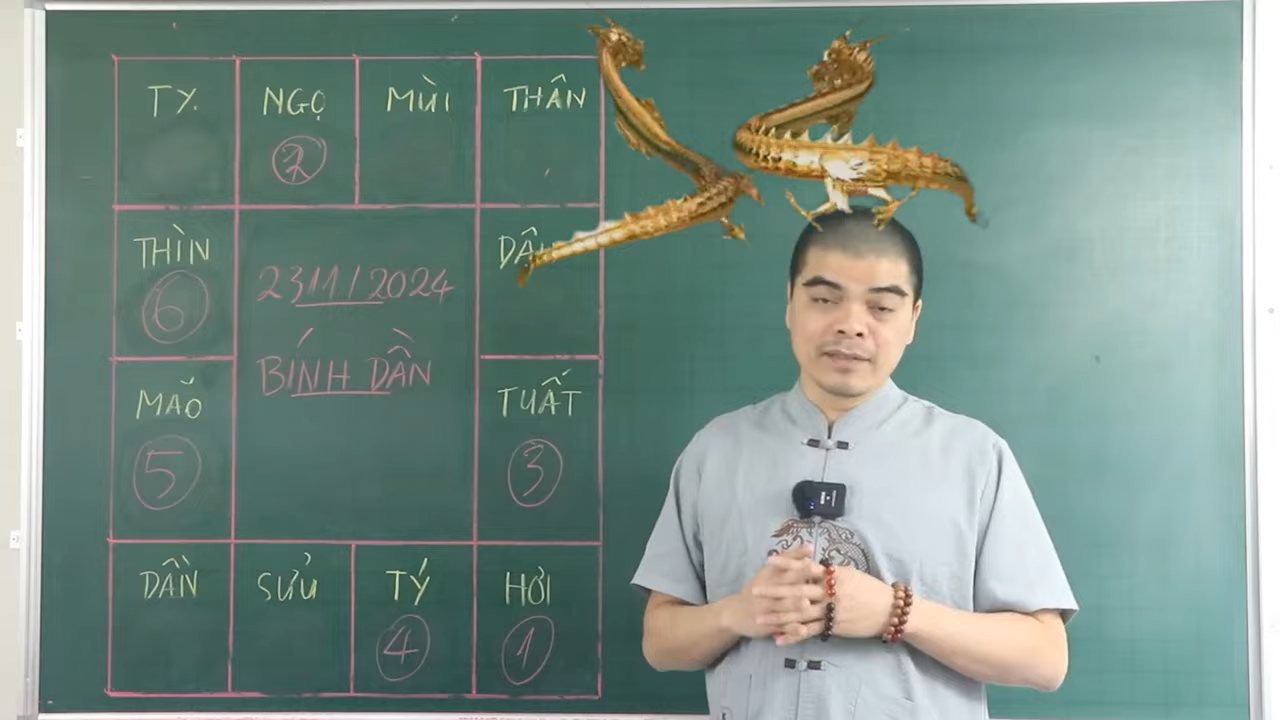 TỴ NGỌ MÙI THÂN
2
THÌN DẬU
6
23/11/2024
BÍNH DẦN
MÃO TUẤT
5 3
DẦN SỬU TÝ HỢI
4 1